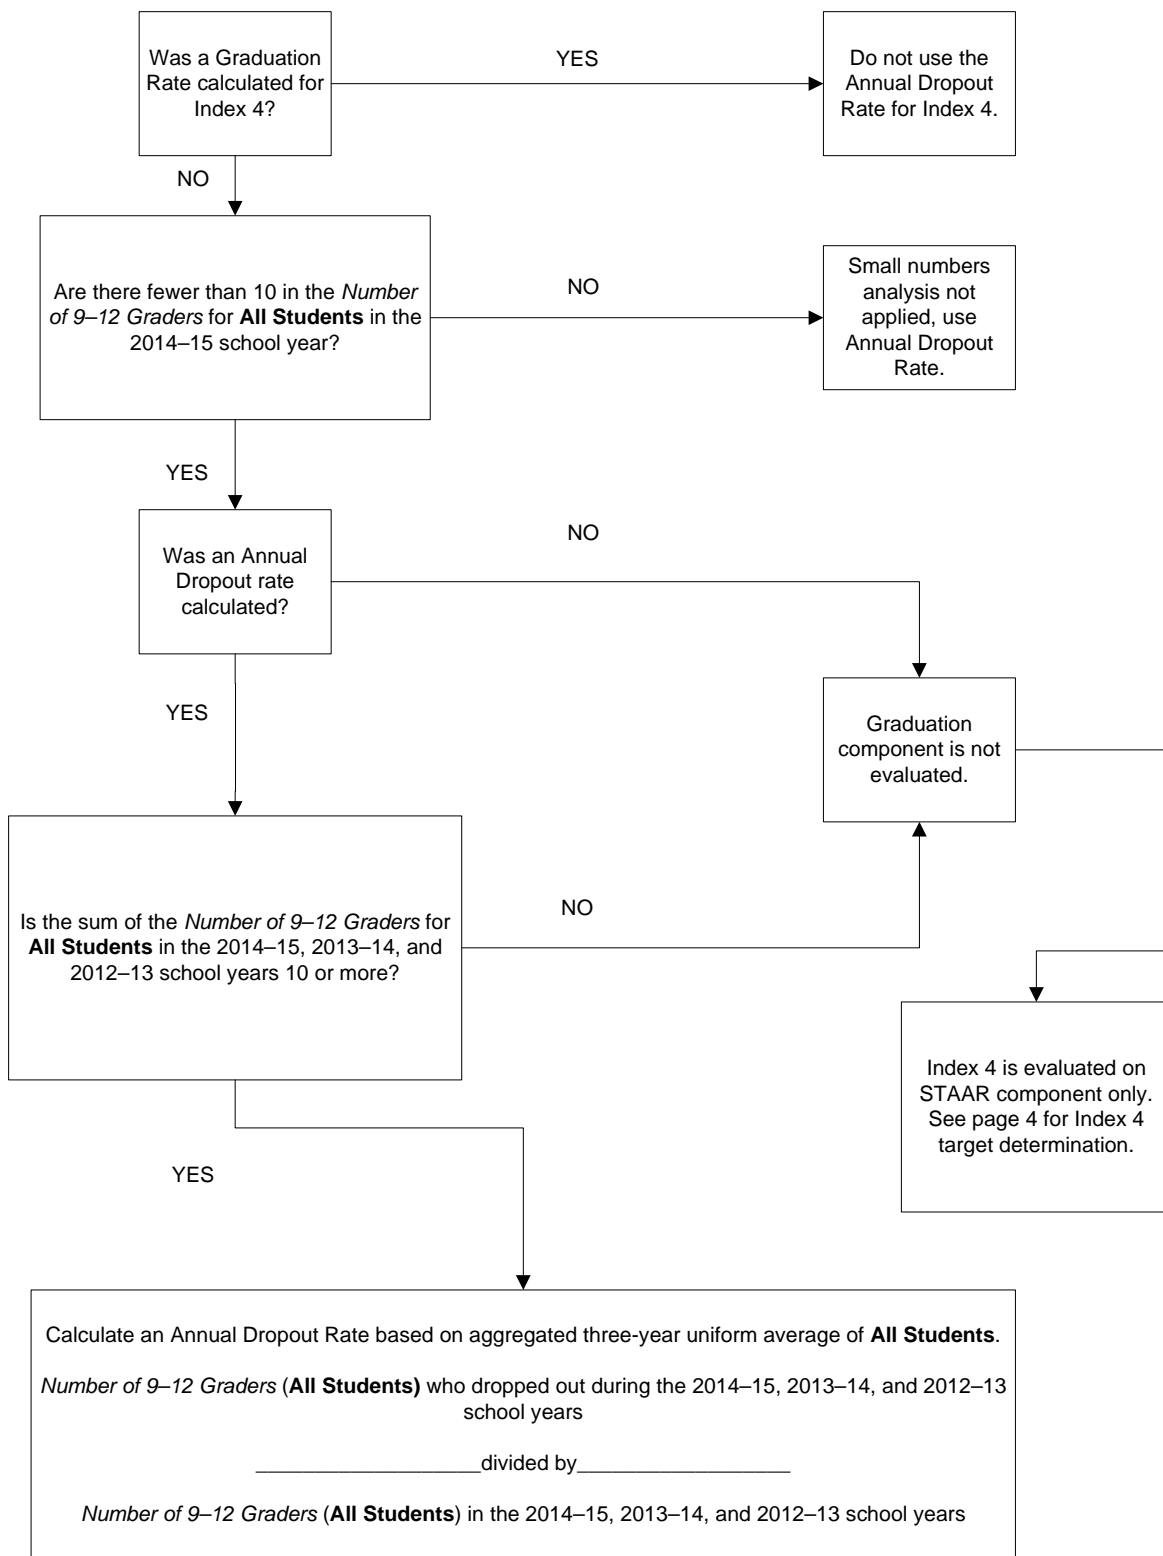 Was a Graduation
Rate calculated for
Index 4?
YES
Do not use the
Annual Dropout
Rate for Index 4.
NO
Are there fewer than 10 in the Number
of 9–12 Graders for All Students in the
2014–15 school year?
NO
Small numbers
analysis not
applied, use
Annual Dropout
Rate.
YES
Was an Annual
Dropout rate
calculated?
NO
YES
Graduation
component is not
evaluated.
Is the sum of the Number of 9–12 Graders for
All Students in the 2014–15, 2013–14, and
2012–13 school years 10 or more?
NO
Index 4 is evaluated on
STAAR component only.
See page 4 for Index 4
target determination.
YES
Calculate an Annual Dropout Rate based on aggregated three-year uniform average of All Students.
Number of 9–12 Graders (All Students) who dropped out during the 2014–15, 2013–14, and 2012–13
school years
___________________divided by__________________
Number of 9–12 Graders (All Students) in the 2014–15, 2013–14, and 2012–13 school years